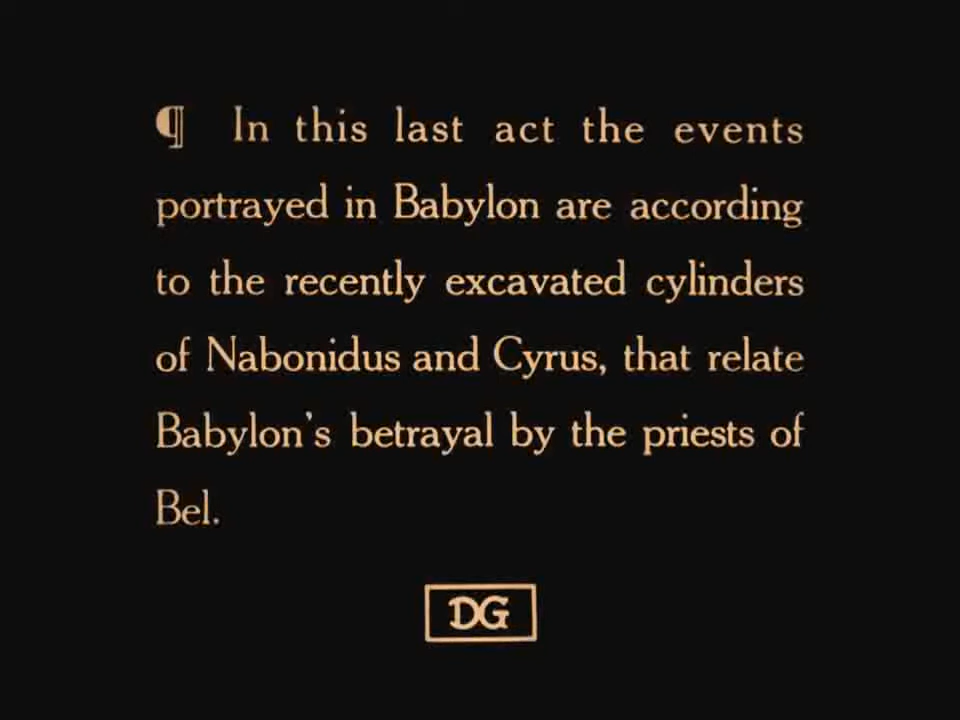 ¶ In this last act the events
portrayed in Babylon are according
to the recently excavated cylinders
of Nabonidus and Cyrus, that relate
Babylon's betrayal by the priests of
Bel.
DG